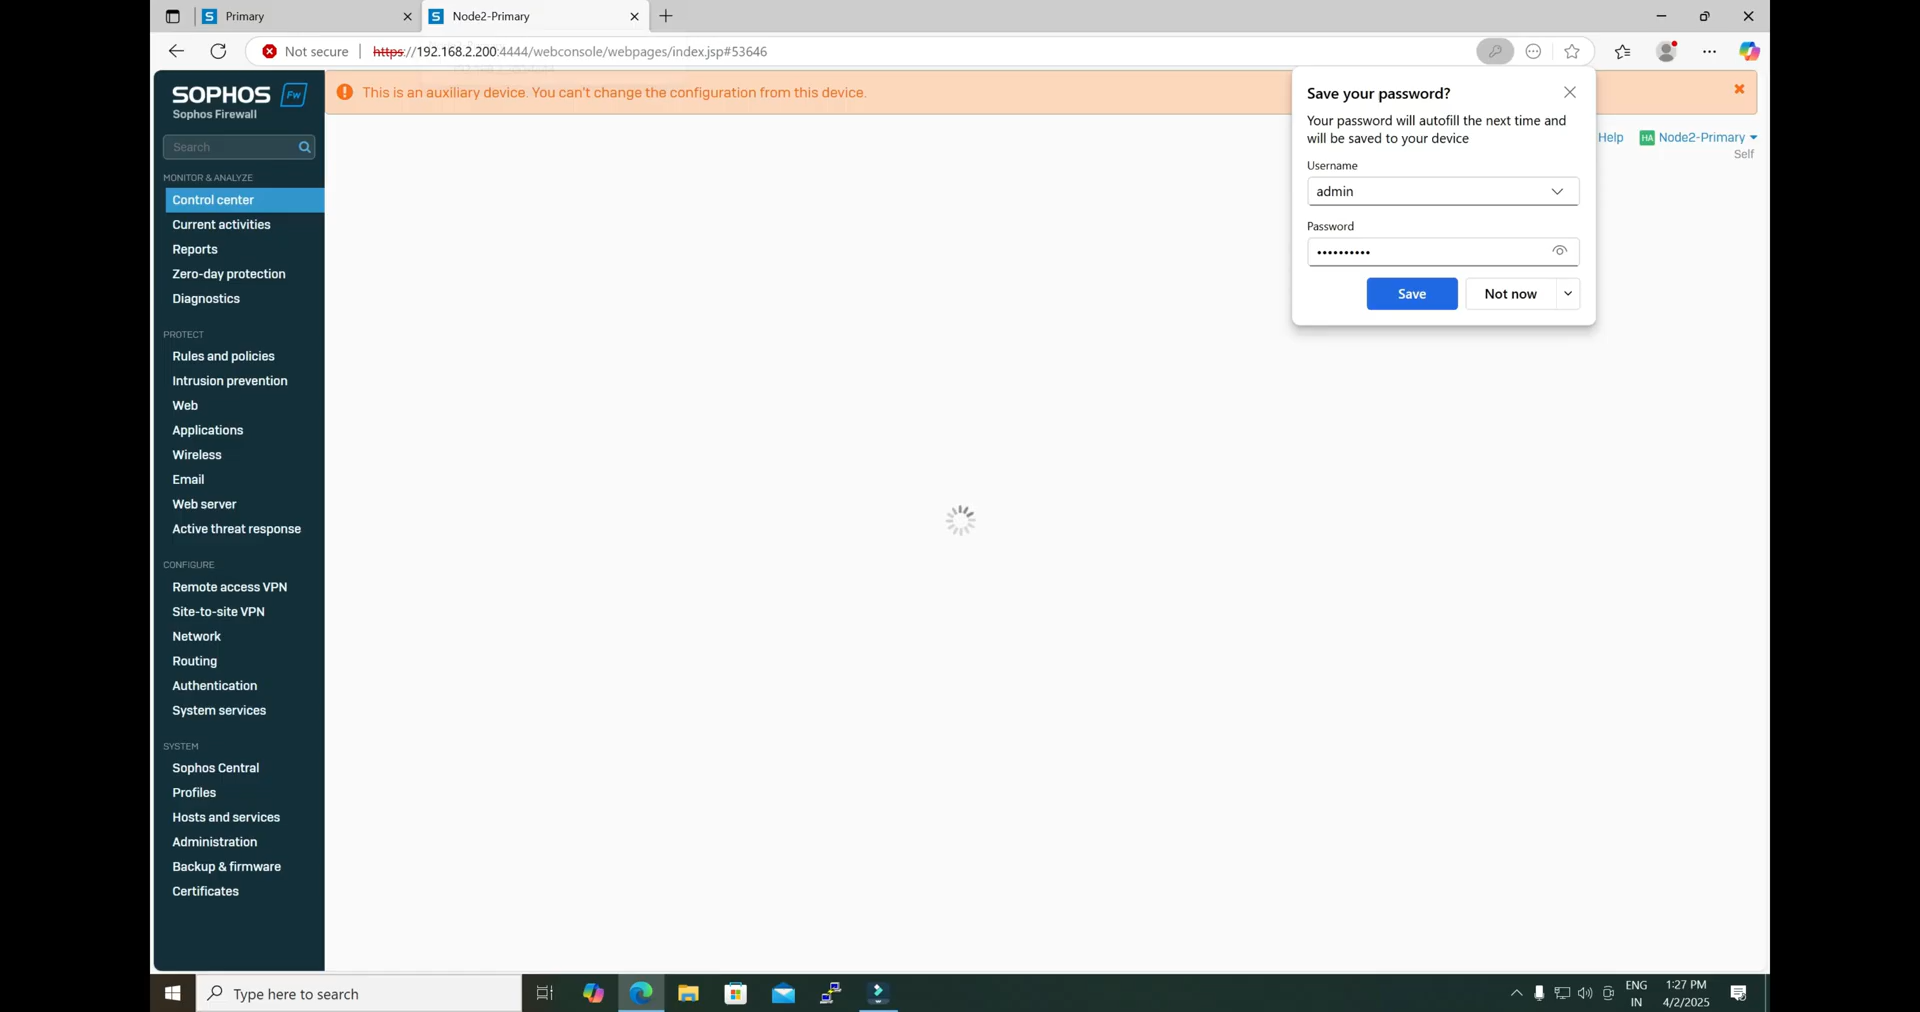 Primary
Node2-Primary
Not secure
https://192.168.2.200:4444/webconsole/webpages/index.jsp#53646
SOPHOS Fw
Sophos Firewall
This is an auxiliary device. You can't change the configuration from this device.
Search
Help
HA Node2-Primary
Self
Save your password?
Your password will autofill the next time and
will be saved to your device
Username
admin
Password
••••••••••
Save
Not now
MONITOR & ANALYZE
Control center
Current activities
Reports
Zero-day protection
Diagnostics
PROTECT
Rules and policies
Intrusion prevention
Web
Applications
Wireless
Email
Web server
Active threat response
CONFIGURE
Remote access VPN
Site-to-site VPN
Network
Routing
Authentication
System services
SYSTEM
Sophos Central
Profiles
Hosts and services
Administration
Backup & firmware
Certificates
Type here to search
ENG
IN
1:27 PM
4/2/2025